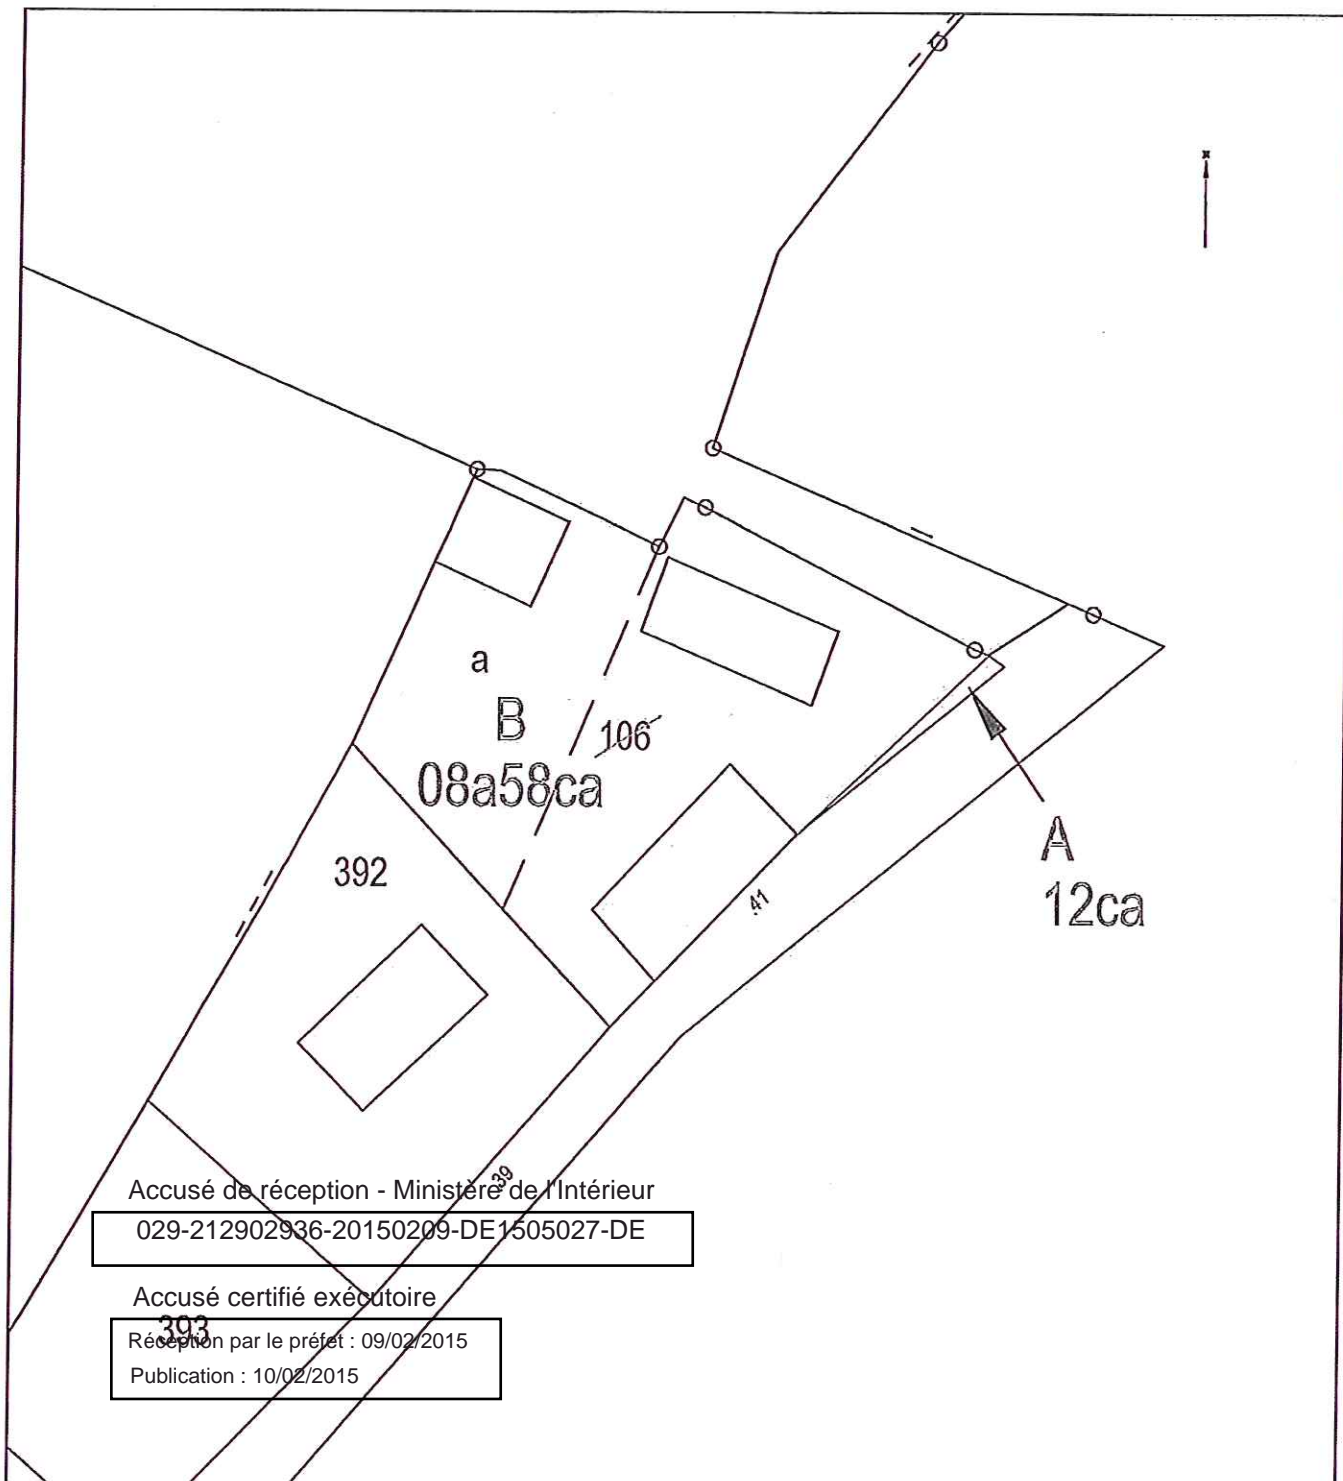 a
B
106
08a58ca
A
12ca
392
41
39
Accusé de réception - Ministère de l'Intérieur
029-212902936-20150209-DE1505027-DE
Accusé certifié exécutoire
393
Réception par le préfet : 09/02/2015
Publication : 10/02/2015